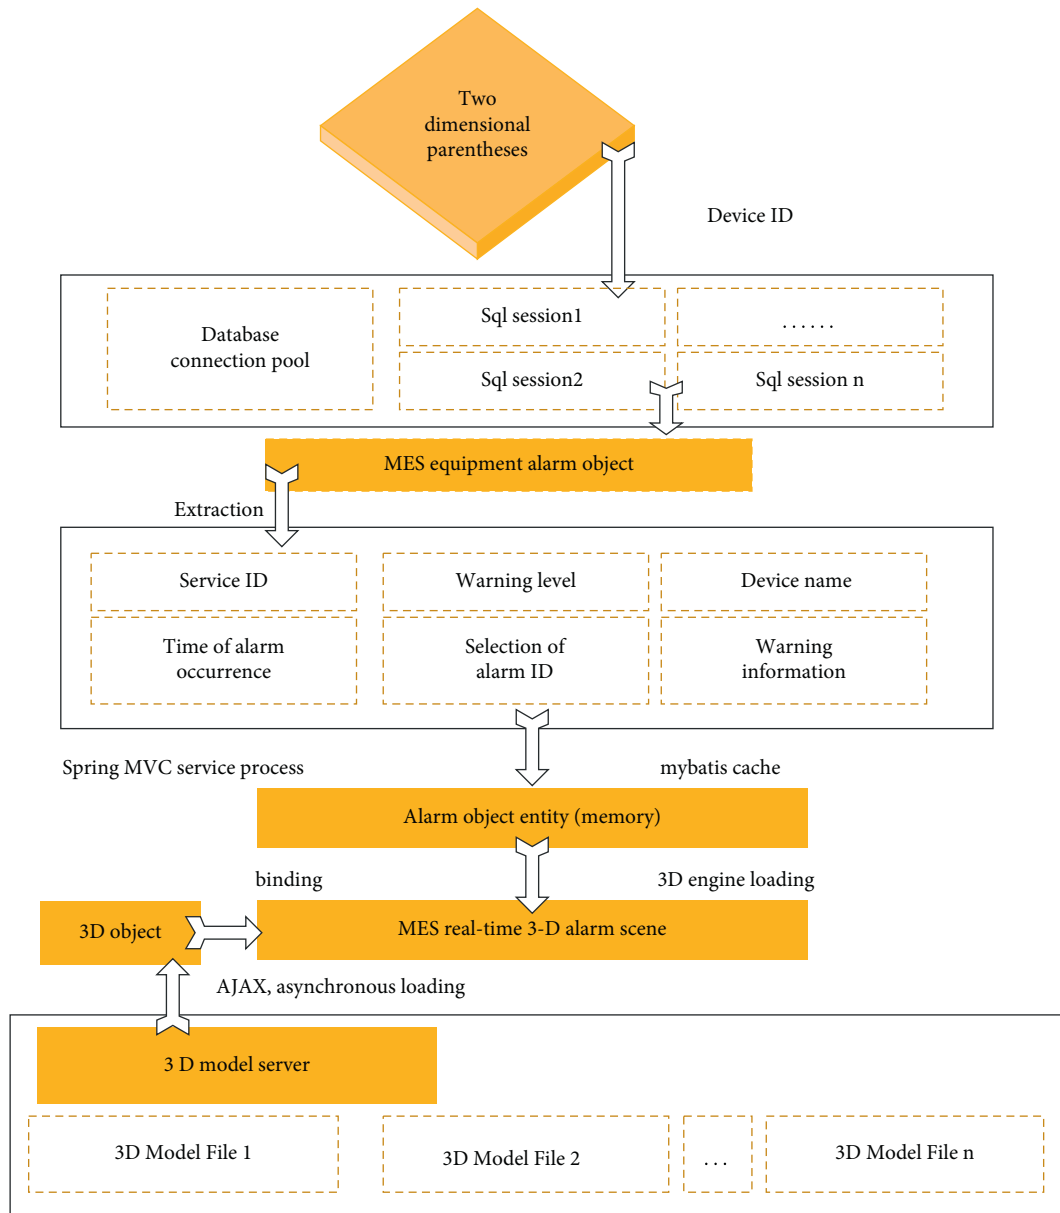 Two
dimensional
parentheses
Device ID
Database
connection pool
Sql session1
. . . . . .
Sql session2
Sql session n
MES equipment alarm object
Extraction
Service ID
Warning level
Device name
Time of alarm
occurrence
Selection of
alarm ID
Warning
information
Spring MVC service process
mybatis cache
Alarm object entity (memory)
binding
3D engine loading
3D object
MES real-time 3-D alarm scene
AJAX, asynchronous loading
3 D model server
3D Model File 1
3D Model File 2
. . .
3D Model File n